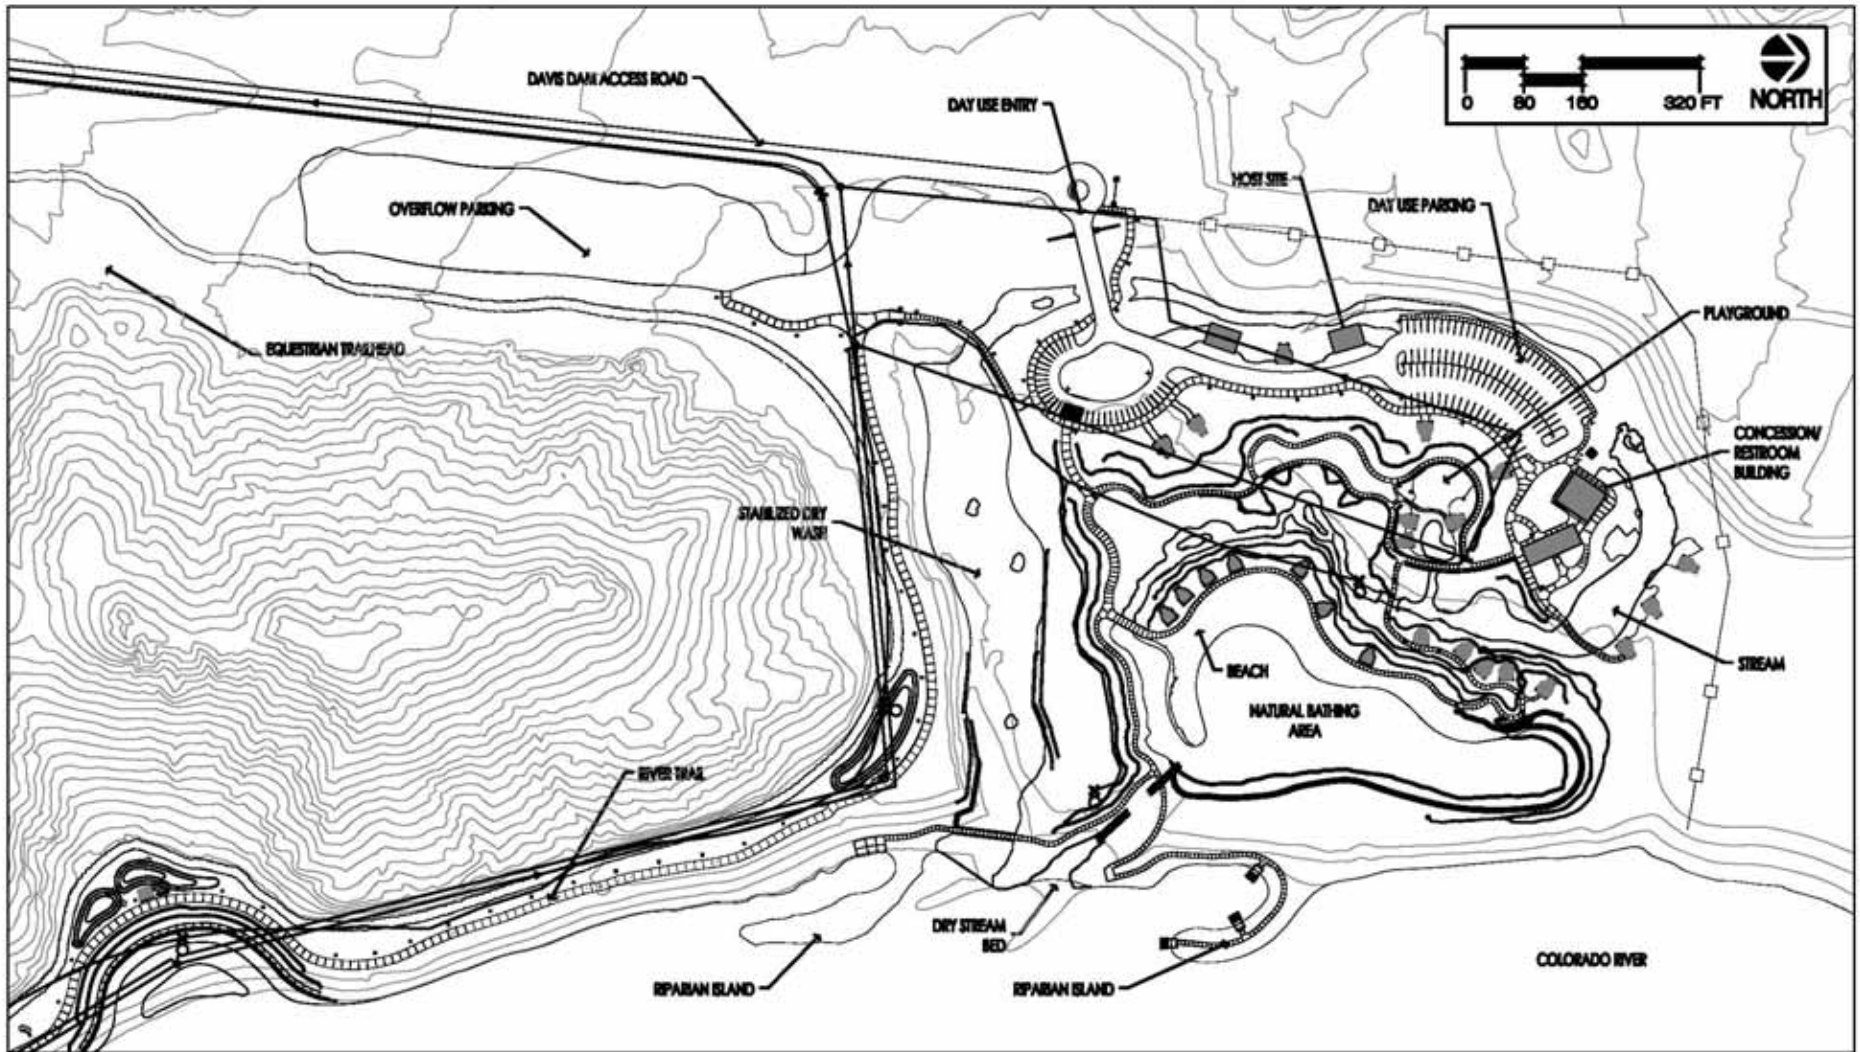 DAVIS DAM ACCESS ROAD
DAY USE ENTRY
0 80 160 320 FT
NORTH
HOST SITE
DAY USE PARKING
OVERFLOW PARKING
PLAYGROUND
EQUESTRIAN TRAILHEAD
CONCESSION/
RESTROOM
BUILDING
STABILIZED DRY
WASH
BEACH
STREAM
NATURAL BATHING
AREA
RIVER TRAIL
DRY STREAM
BED
RIPARIAN ISLAND
RIPARIAN ISLAND
COLORADO RIVER